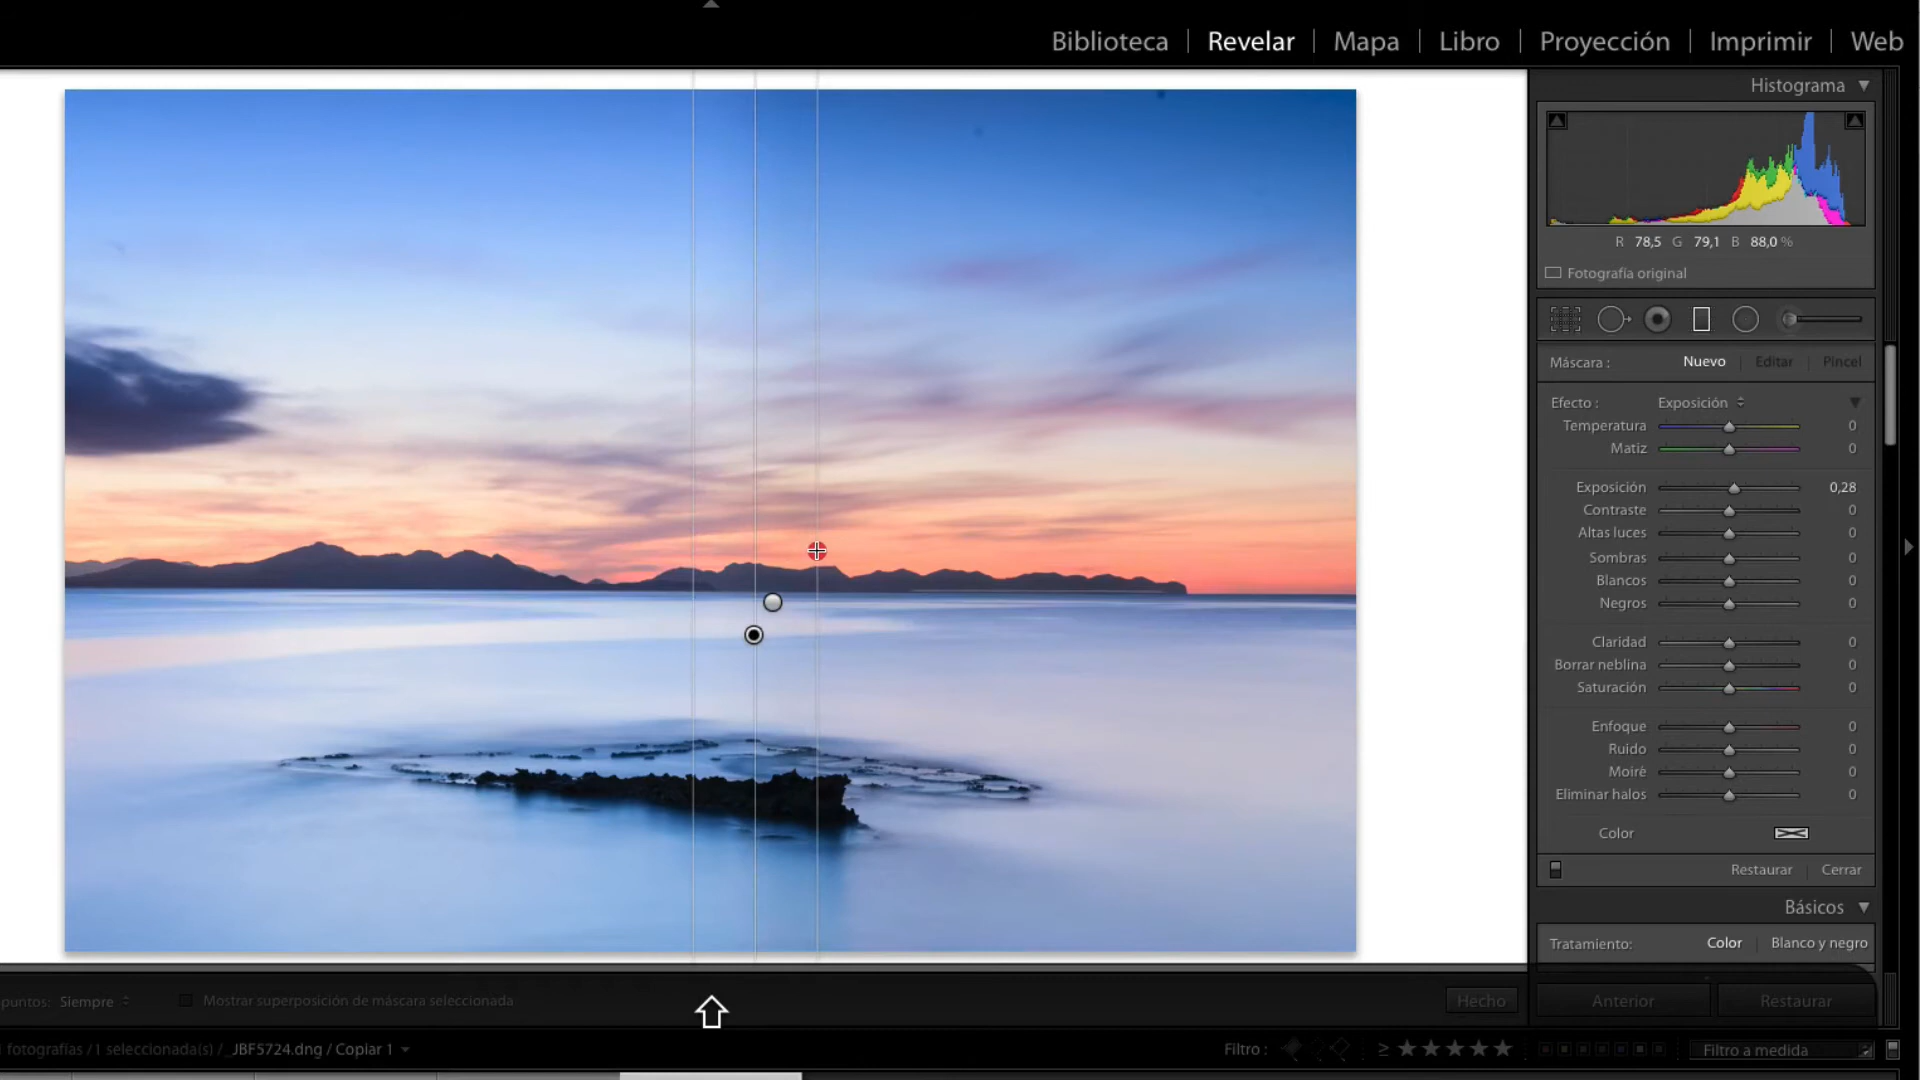 Biblioteca | Revelar | Mapa | Libro | Proyección | Imprimir | Web
Histograma
R 78,5 G 79,1 B 88,0 %
Fotografía original
Máscara : Nuevo | Editar | Pincel
Efecto : Exposición
Temperatura 0
Matiz 0
Exposición 0,28
Contraste 0
Altas luces 0
Sombras 0
Blancos 0
Negros 0
Claridad 0
Borrar neblina 0
Saturación 0
Enfoque 0
Ruido 0
Moiré 0
Eliminar halos 0
Color
Restaurar | Cerrar
Básicos
Tratamiento: Color | Blanco y negro
puntos: Siempre Mostrar superposición de máscara seleccionada Hecho Anterior Restaurar
fotografías /1 seleccionada(s) /_JBF5724.dng / Copiar 1 Filtro : ≥ ★★★★★ Filtro a medida